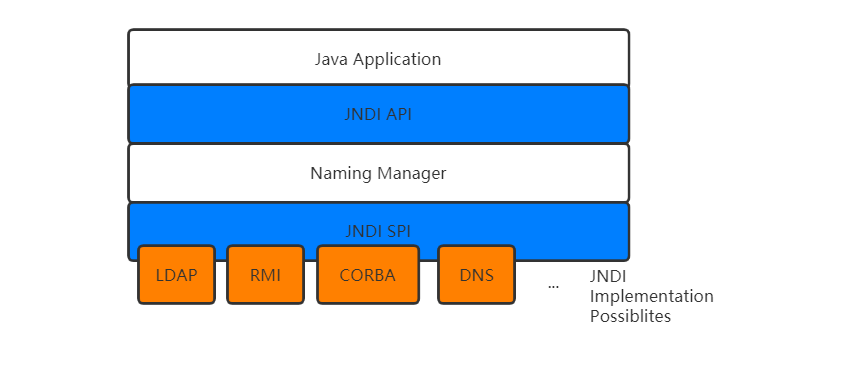 Java Application
JNDI API
Naming Manager
JNDI SPI
LDAP
RMI
CORBA
DNS
...
JNDI
Implementation
Possiblites